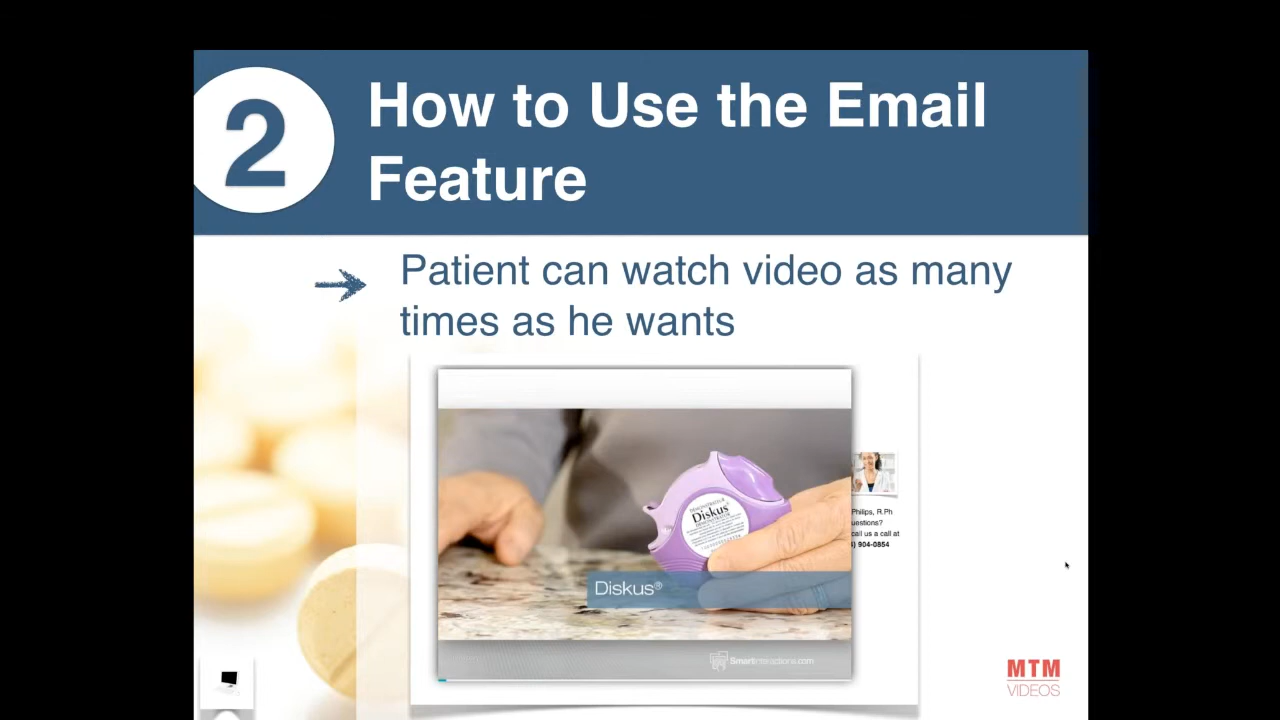 2
How to Use the Email
Feature
Patient can watch video as many
times as he wants
Diskus®
Diskus®
Philips, R.Ph
uestions?
call us a call at
) 904-0854
SmartInteractions.com
MTM
VIDEOS